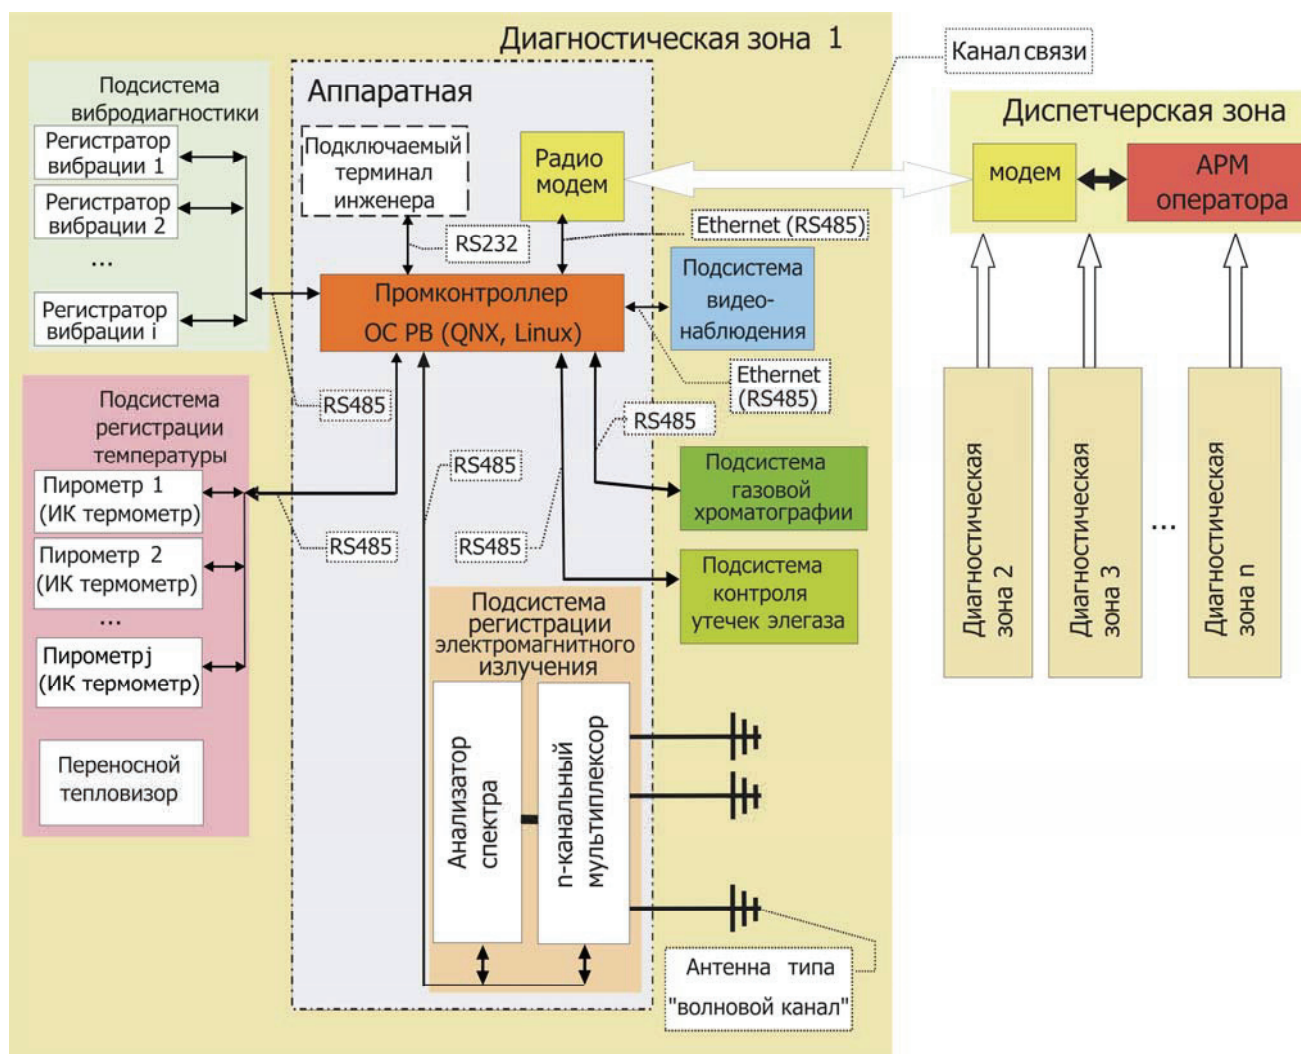 Диагностическая зона 1
Подсистема
вибродиагностики
Регистратор
вибрации 1
Регистратор
вибрации 2
...
Регистратор
вибрации i
Аппаратная
Подключаемый
терминал
инженера
Радио
модем
RS232
Ethernet (RS485)
Промконтроллер
ОС РВ (QNX, Linux)
Подсистема
видео-
наблюдения
Ethernet
(RS485)
RS485
RS485
RS485
RS485
RS485
Подсистема
регистрации
температуры
Пирометр 1
(ИК термометр)
Пирометр 2
(ИК термометр)
...
Пирометр j
(ИК термометр)
Переносной
тепловизор
Подсистема
газовой
хроматографии
Подсистема
контроля
утечек элегаза
Подсистема
регистрации
электромагнитного
излучения
Анализатор
спектра
n-канальный
мультиплексор
Антенна типа
"волновой канал"
Канал связи
Диспетчерская зона
модем
АРМ
оператора
Диагностическая
зона 2
Диагностическая
зона 3
...
Диагностическая
зона n